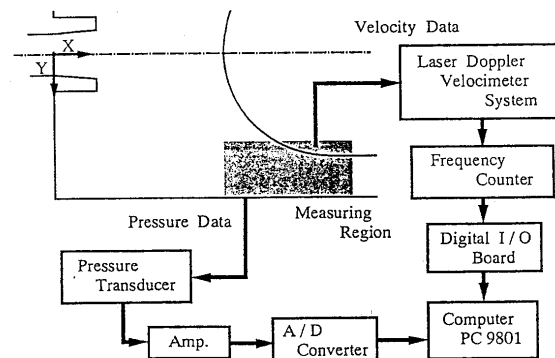 Velocity Data
X
Y
Laser Doppler
Velocimeter
System
Frequency
Counter
Pressure Data
Measuring
Region
Digital I / O
Board
Pressure
Transducer
Amp.
A / D
Converter
Computer
PC 9801